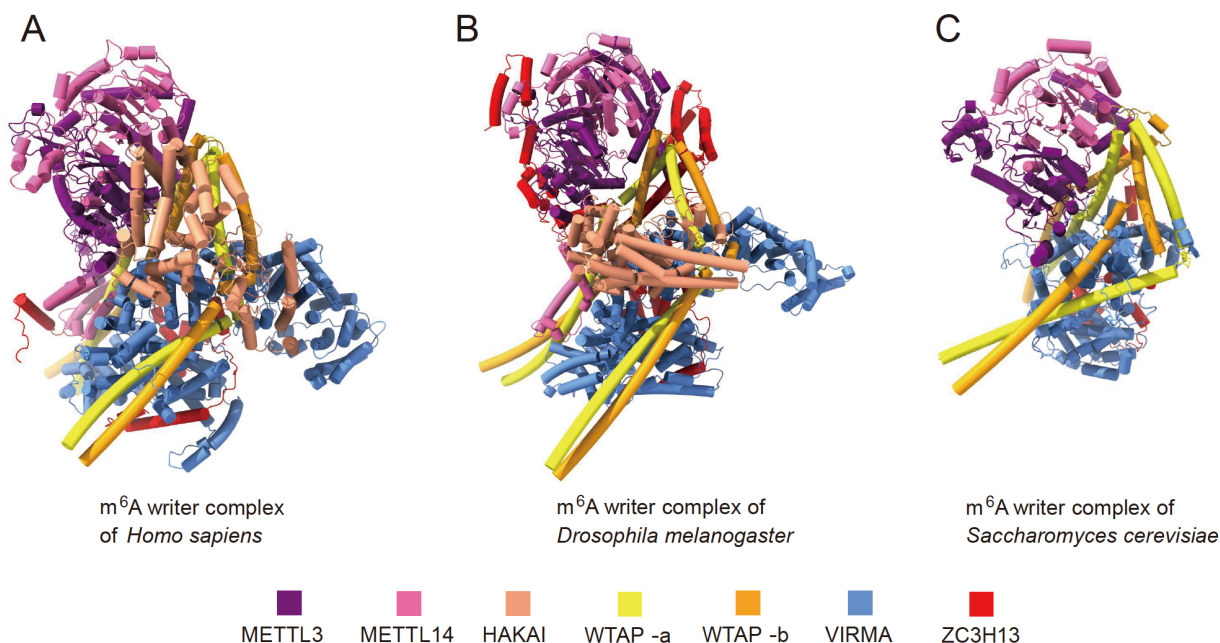 A
B
C
m⁶A writer complex
of Homo sapiens
m⁶A writer complex of
Drosophila melanogaster
m⁶A writer complex of
Saccharomyces cerevisiae
METTL3
METTL14
HAKAI
WTAP -a
WTAP -b
VIRMA
ZC3H13